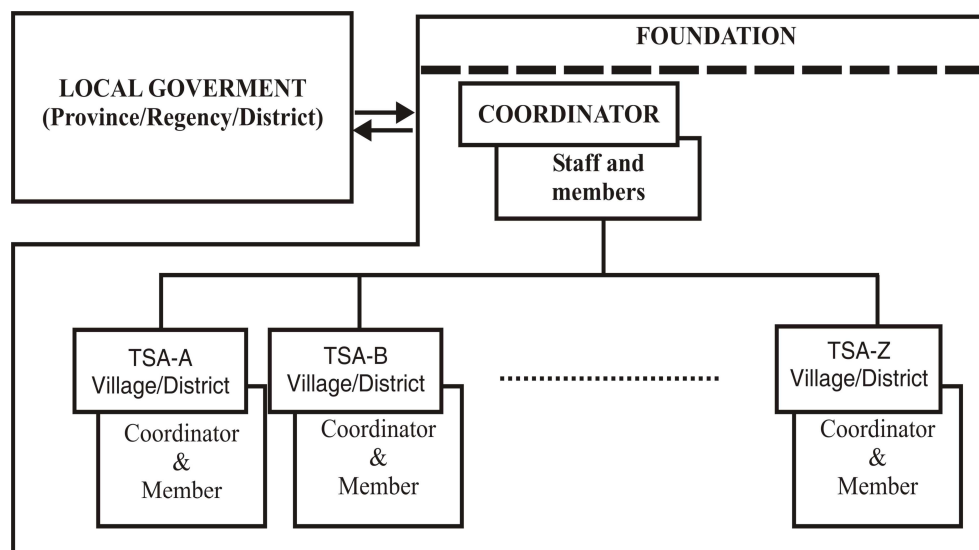 LOCAL GOVERMENT
(Province/Regency/District)
FOUNDATION
COORDINATOR
Staff and
members
TSA-A
Village/District
Coordinator
&
Member
TSA-B
Village/District
Coordinator
&
Member
TSA-Z
Village/District
Coordinator
&
Member